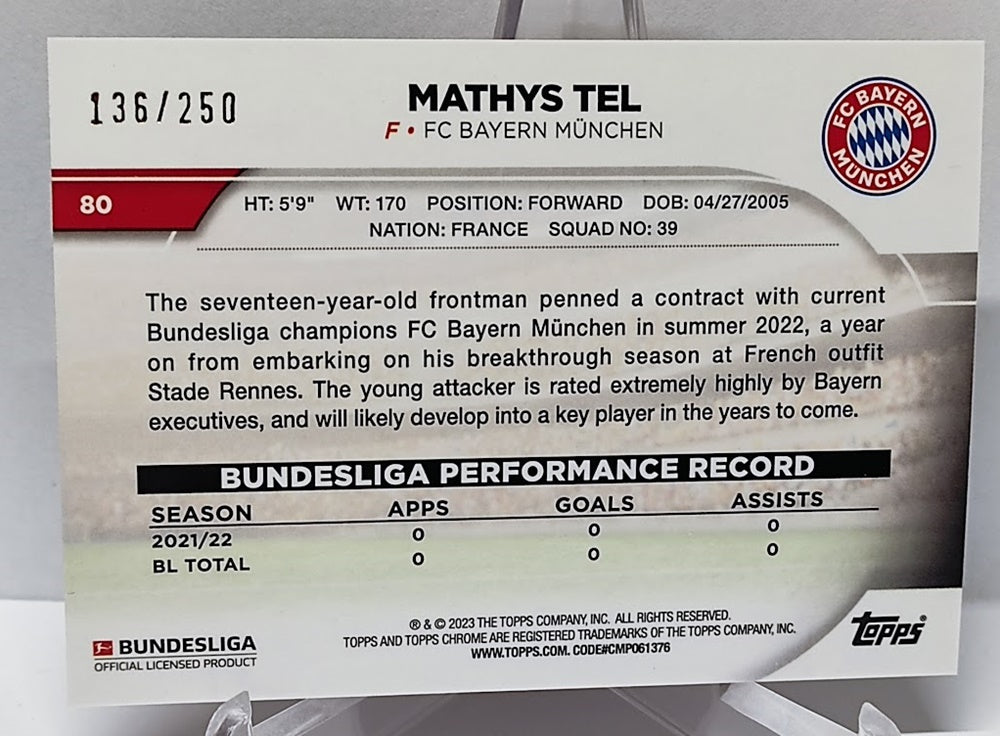 136/250
MATHYS TEL
F • FC BAYERN MÜNCHEN
FC BAYERN
MÜNCHEN
80
HT: 5'9" WT: 170 POSITION: FORWARD DOB: 04/27/2005
NATION: FRANCE SQUAD NO: 39
The seventeen-year-old frontman penned a contract with current
Bundesliga champions FC Bayern München in summer 2022, a year
on from embarking on his breakthrough season at French outfit
Stade Rennes. The young attacker is rated extremely highly by Bayern
executives, and will likely develop into a key player in the years to come.
BUNDESLIGA PERFORMANCE RECORD
SEASON APPS GOALS ASSISTS
2021/22 0 0 0
BL TOTAL 0 0 0
® & © 2023 THE TOPPS COMPANY, INC. ALL RIGHTS RESERVED.
TOPPS AND TOPPS CHROME ARE REGISTERED TRADEMARKS OF THE TOPPS COMPANY, INC.
WWW.TOPPS.COM. CODE#CMP061376
BUNDESLIGA
OFFICIAL LICENSED PRODUCT
Topps®